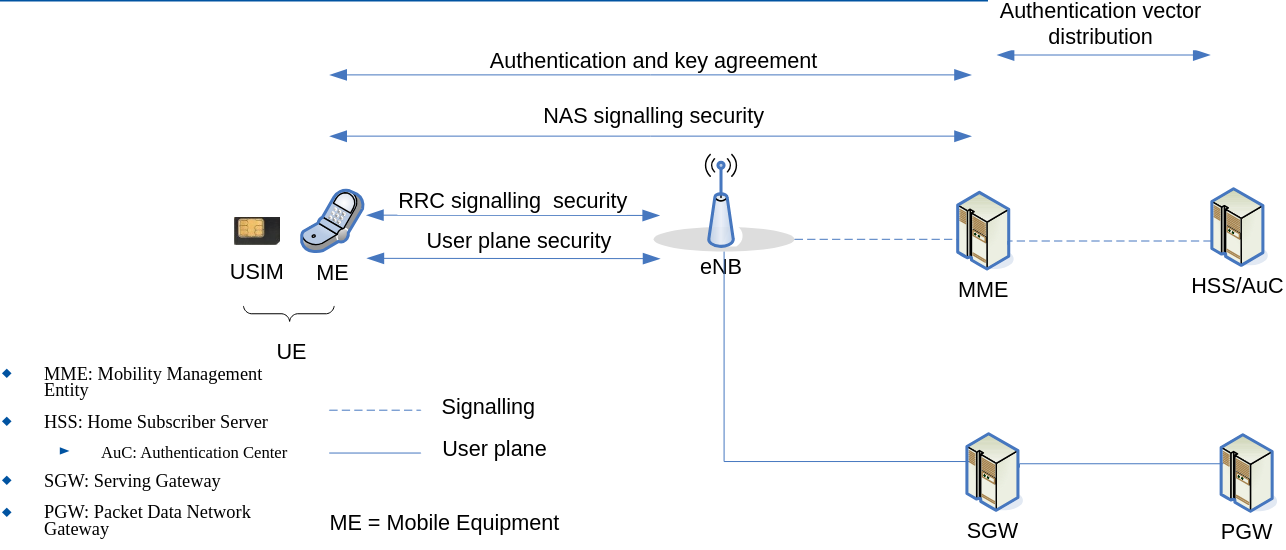 Authentication vector
distribution
Authentication and key agreement
NAS signalling security
RRC signalling  security
User plane security
USIM
ME
eNB
MME
HSS/AuC
UE
MME: Mobility Management
Entity
HSS: Home Subscriber Server
AuC: Authentication Center
SGW: Serving Gateway
PGW: Packet Data Network
Gateway
Signalling
User plane
ME = Mobile Equipment
SGW
PGW